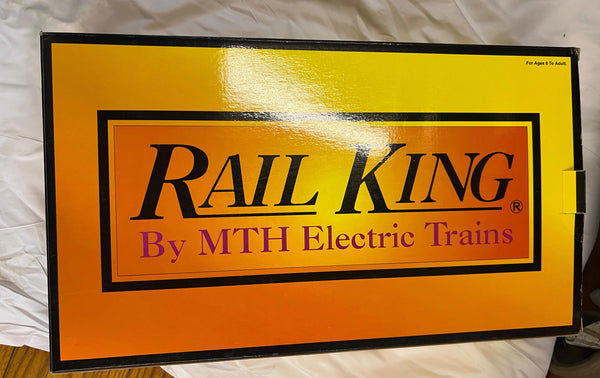 For Ages 8 To Adult.
RAIL KING®
By MTH Electric Trains